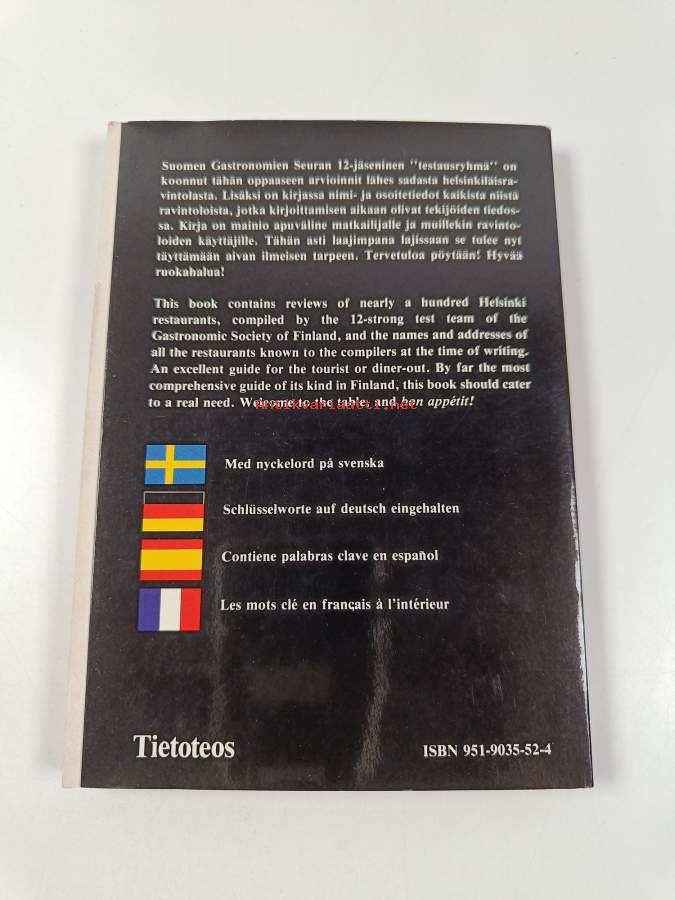 Suomen Gastronomien Seuran 12-jäseninen "testausryhmä" on
koonnut tähän oppaaseen arvioinnit lähes sadasta helsinkiläisra-
vintolasta. Lisäksi on kirjassa nimi- ja osoitetiedot kaikista niistä
ravintoloista, jotka kirjoittamisen aikaan olivat tekijöiden tiedos-
sa. Kirja on mainio apuväline matkailijalle ja muillekin ravinto-
loiden käyttäjille. Tähän asti laajimpana lajissaan se tulee nyt
täyttämään aivan ilmeisen tarpeen. Tervetuloa pöytään! Hyvää
ruokahalua!
This book contains reviews of nearly a hundred Helsinki
restaurants, compiled by the 12-strong test team of the
Gastronomic Society of Finland, and the names and addresses of
all the restaurants known to the compilers at the time of writing.
An excellent guide for the tourist or diner-out. By far the most
comprehensive guide of its kind in Finland, this book should cater
to a real need. Welcome to the table, and bon appétit!
Antikvariaatti.net
Med nyckelord på svenska
Schlüsselworte auf deutsch eingehalten
Contiene palabras clave en español
Les mots clé en français à l'intérieur
Tietoteos
ISBN 951-9035-52-4